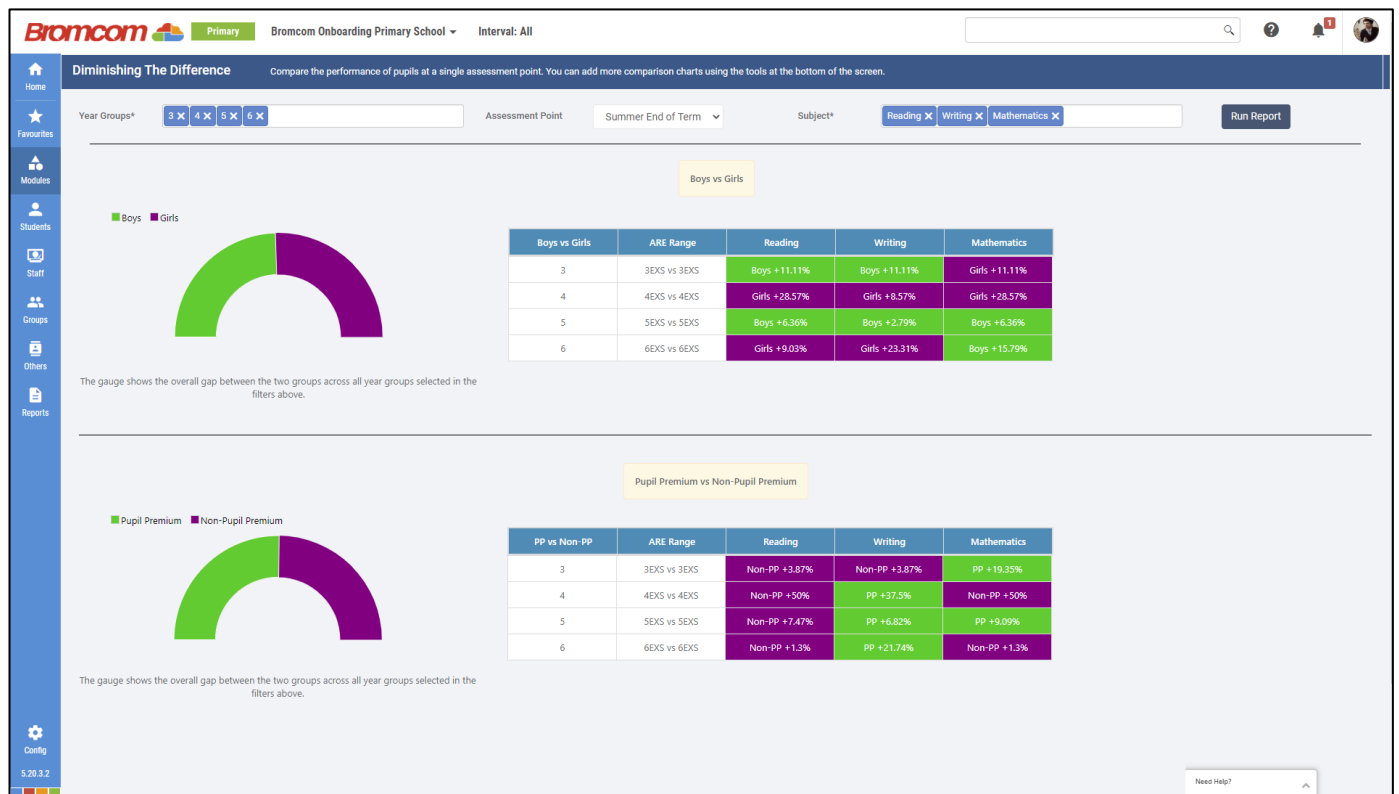 Bromcom Primary Bromcom Onboarding Primary School Interval: All 1
Home
Favourites
Modules
Students
Staff
Groups
Others
Reports
Config
5.20.3.2
Diminishing The Difference Compare the performance of pupils at a single assessment point. You can add more comparison charts using the tools at the bottom of the screen.
Year Groups* 3 X 4 X 5 X 6 X Assessment Point Summer End of Term Subject* Reading X Writing X Mathematics X Run Report
Boys vs Girls
Boys Girls
Boys vs Girls ARE Range Reading Writing Mathematics
3 3EXS vs 3EXS Boys +11.11% Boys +11.11% Girls +11.11%
4 4EXS vs 4EXS Girls +28.57% Girls +8.57% Girls +28.57%
5 5EXS vs 5EXS Boys +6.36% Boys +2.79% Boys +6.36%
6 6EXS vs 6EXS Girls +9.03% Girls +23.31% Boys +15.79%
The gauge shows the overall gap between the two groups across all year groups selected in the
filters above.
Pupil Premium vs Non-Pupil Premium
Pupil Premium Non-Pupil Premium
PP vs Non-PP ARE Range Reading Writing Mathematics
3 3EXS vs 3EXS Non-PP +3.87% Non-PP +3.87% PP +19.35%
4 4EXS vs 4EXS Non-PP +50% PP +37.5% Non-PP +50%
5 5EXS vs 5EXS Non-PP +7.47% PP +6.82% PP +9.09%
6 6EXS vs 6EXS Non-PP +1.3% PP +21.74% Non-PP +1.3%
The gauge shows the overall gap between the two groups across all year groups selected in the
filters above.
Need Help?